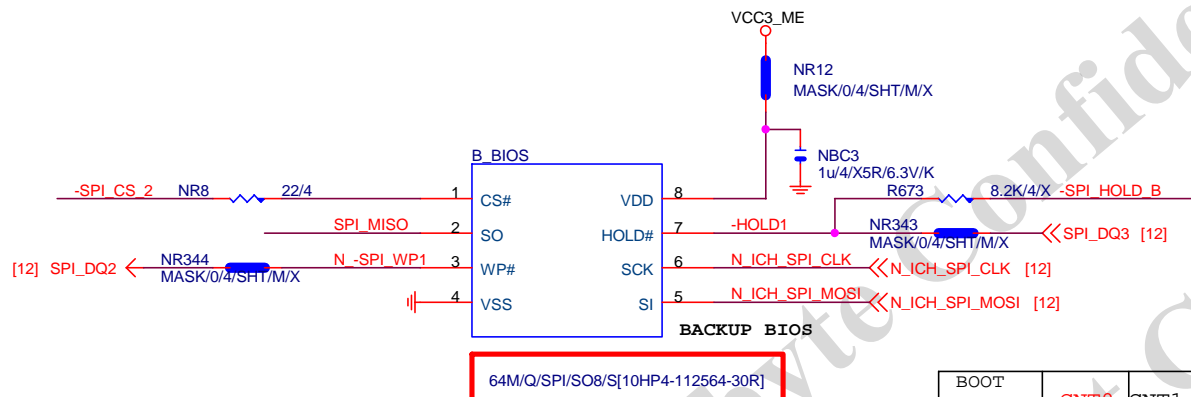 VCC3_ME
NR12
MASK/0/4/SHT/M/X
B_BIOS
NBC3
1u/4/X5R/6.3V/K
-SPI_CS_2 NR8 22/4 1 CS# VDD 8
R673 8.2K/4/X -SPI_HOLD_B
SPI_MISO 2 SO HOLD# 7 -HOLD1 NR343 SPI_DQ3 [12]
MASK/0/4/SHT/M/X
[12] SPI_DQ2 NR344 N_-SPI_WP1 3 WP# SCK 6 N_ICH_SPI_CLK N_ICH_SPI_CLK [12]
MASK/0/4/SHT/M/X
4 VSS SI 5 N_ICH_SPI_MOSI N_ICH_SPI_MOSI [12]
BACKUP BIOS
64M/Q/SPI/SO8/S[10HP4-112564-30R]
BOOT